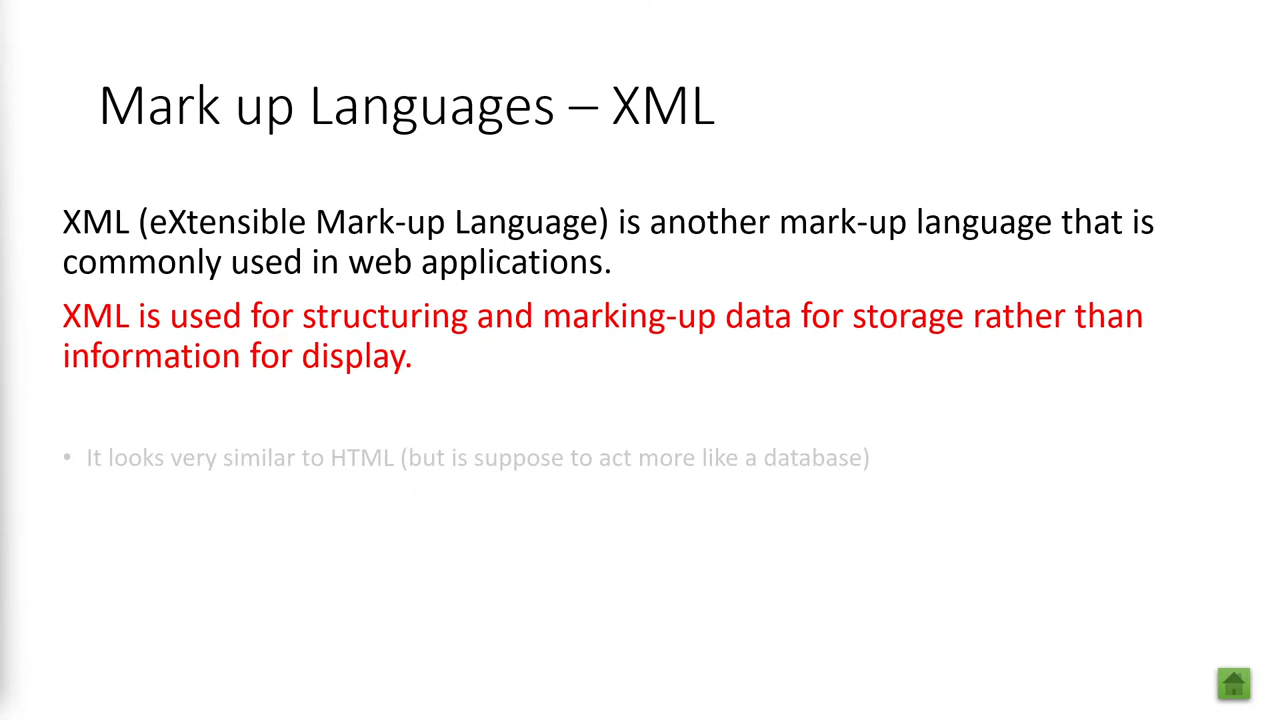 Mark up Languages – XML
XML (eXtensible Mark-up Language) is another mark-up language that is
commonly used in web applications.
XML is used for structuring and marking-up data for storage rather than
information for display.
• It looks very similar to HTML (but is suppose to act more like a database)